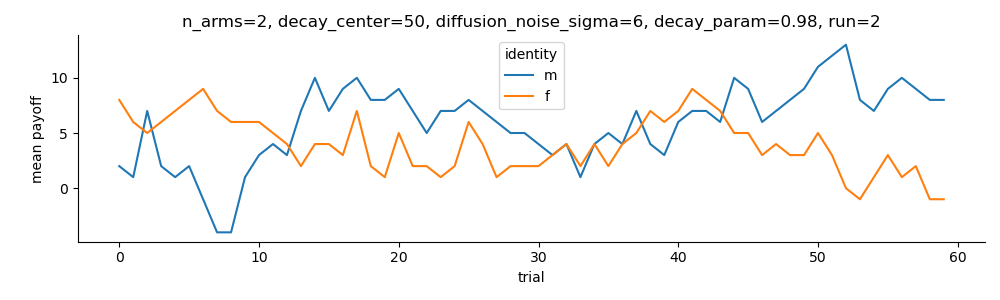 n_arms=2, decay_center=50, diffusion_noise_sigma=6, decay_param=0.98, run=2
identity
m
f
mean payoff
10
5
0
0
10
20
30
40
50
60
trial